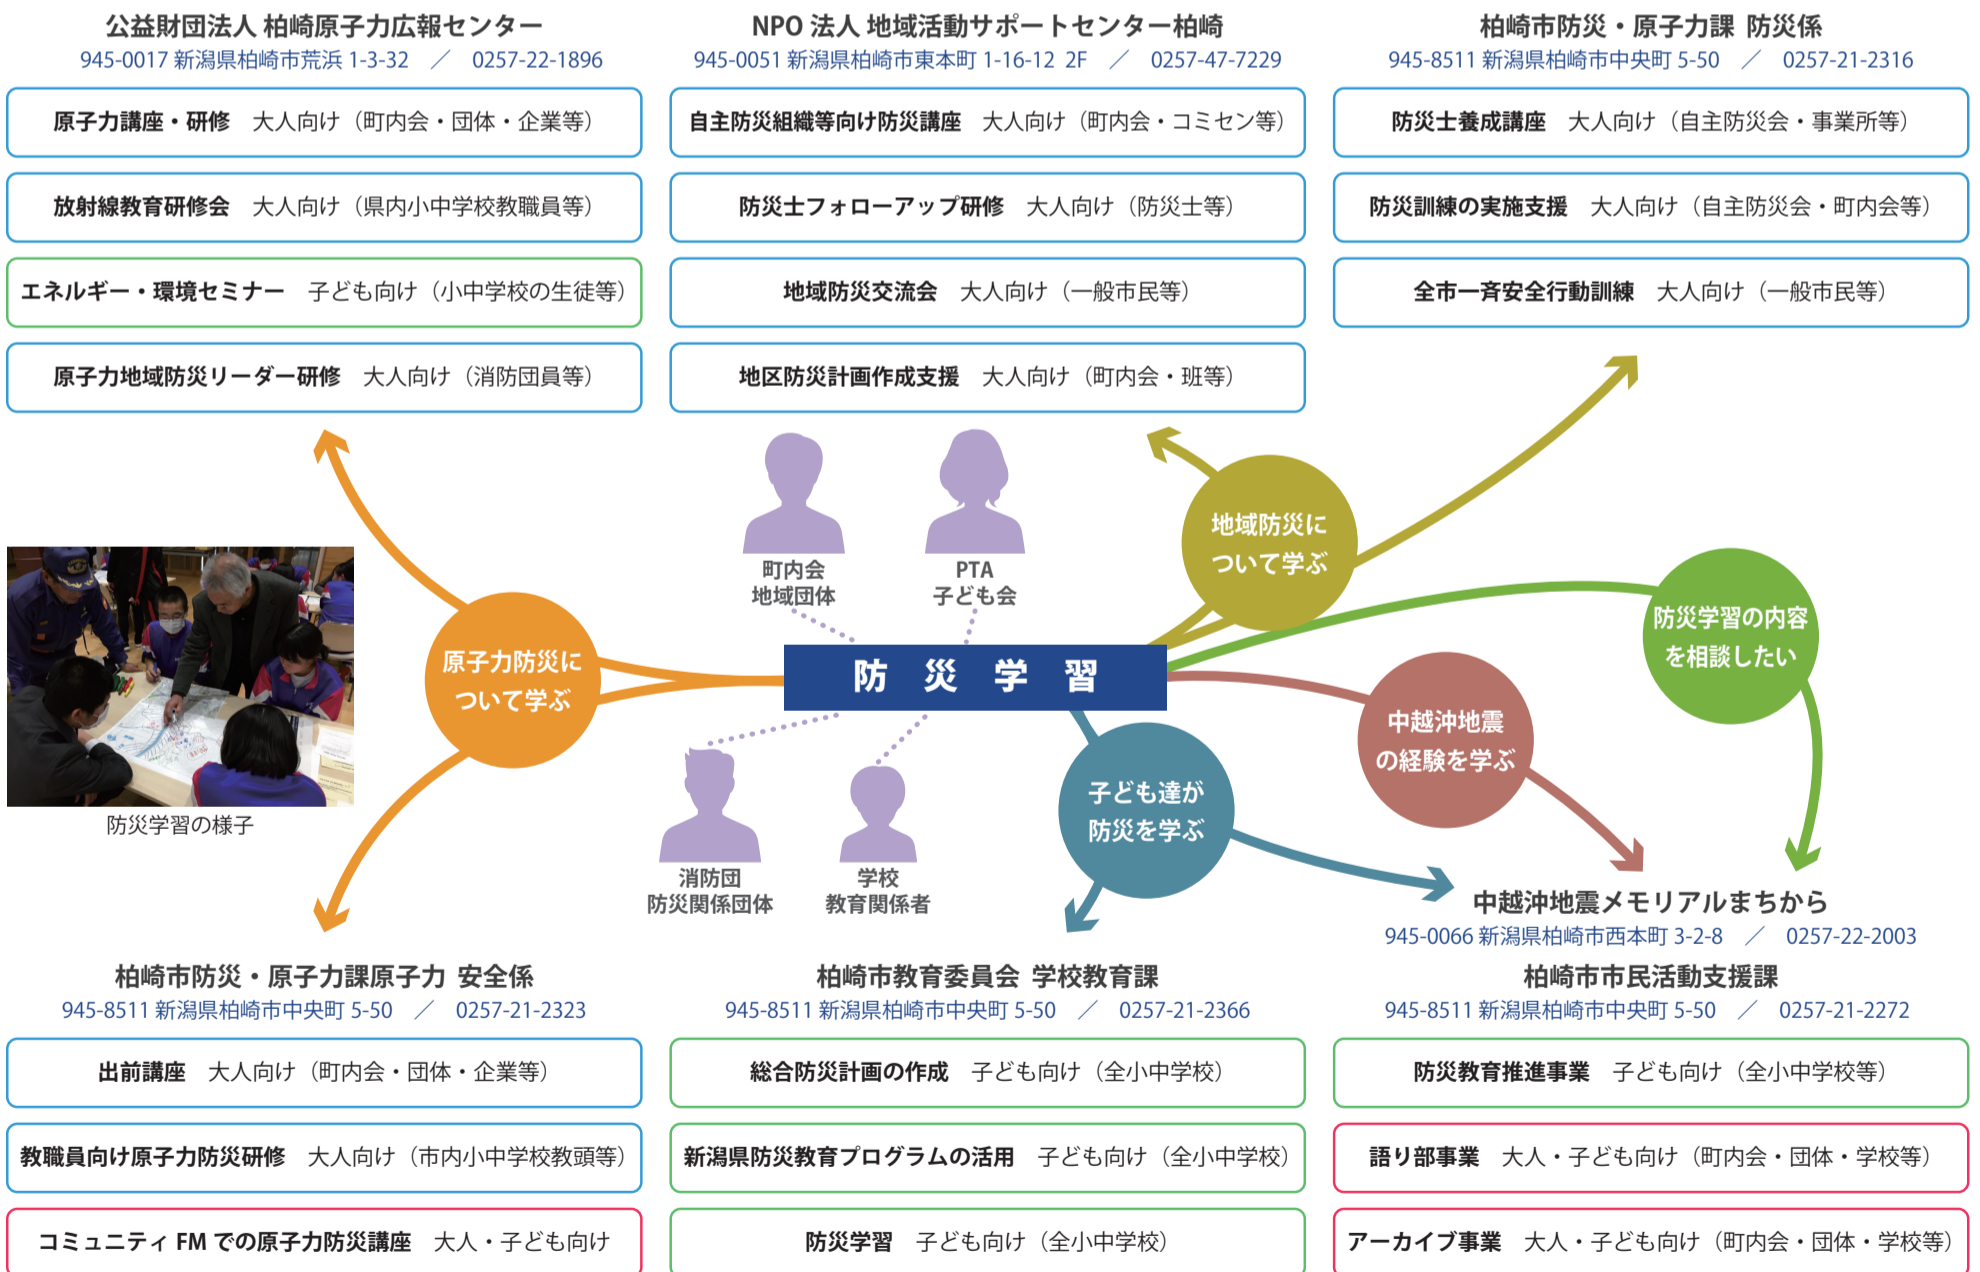 公益財団法人 柏崎原子力広報センター
945-0017 新潟県柏崎市荒浜 1-3-32 ／ 0257-22-1896
原子力講座・研修 大人向け（町内会・団体・企業等）
放射線教育研修会 大人向け（県内小中学校教職員等）
エネルギー・環境セミナー 子ども向け（小中学校の生徒等）
原子力地域防災リーダー研修 大人向け（消防団員等）
NPO 法人 地域活動サポートセンター柏崎
945-0051 新潟県柏崎市東本町 1-16-12 2F ／ 0257-47-7229
自主防災組織等向け防災講座 大人向け（町内会・コミセン等）
防災士フォローアップ研修 大人向け（防災士等）
地域防災交流会 大人向け（一般市民等）
地区防災計画作成支援 大人向け（町内会・班等）
柏崎市防災・原子力課 防災係
945-8511 新潟県柏崎市中央町 5-50 ／ 0257-21-2316
防災士養成講座 大人向け（自主防災会・事業所等）
防災訓練の実施支援 大人向け（自主防災会・町内会等）
全市一斉安全行動訓練 大人向け（一般市民等）
町内会
地域団体
PTA
子ども会
地域防災に
ついて学ぶ
防災学習の内容
を相談したい
原子力防災に
ついて学ぶ
防 災 学 習
中越沖地震
の経験を学ぶ
子ども達が
防災を学ぶ
防災学習の様子
消防団
防災関係団体
学校
教育関係者
中越沖地震メモリアルまちから
945-0066 新潟県柏崎市西本町 3-2-8 ／ 0257-22-2003
柏崎市防災・原子力課原子力 安全係
945-8511 新潟県柏崎市中央町 5-50 ／ 0257-21-2323
出前講座 大人向け（町内会・団体・企業等）
教職員向け原子力防災研修 大人向け（市内小中学校教頭等）
コミュニティ FM での原子力防災講座 大人・子ども向け
柏崎市教育委員会 学校教育課
945-8511 新潟県柏崎市中央町 5-50 ／ 0257-21-2366
総合防災計画の作成 子ども向け（全小中学校）
新潟県防災教育プログラムの活用 子ども向け（全小中学校）
防災学習 子ども向け（全小中学校）
柏崎市市民活動支援課
945-8511 新潟県柏崎市中央町 5-50 ／ 0257-21-2272
防災教育推進事業 子ども向け（全小中学校等）
語り部事業 大人・子ども向け（町内会・団体・学校等）
アーカイブ事業 大人・子ども向け（町内会・団体・学校等）